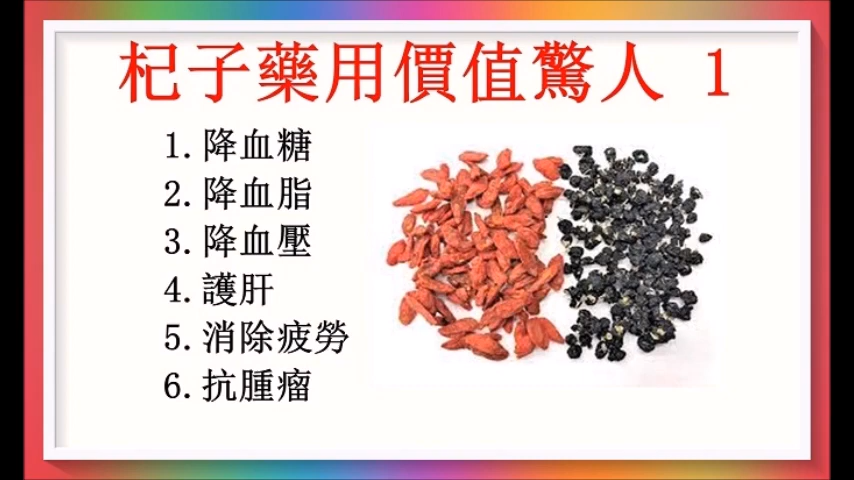 杞子藥用價值驚人 1
1.降血糖
2.降血脂
3.降血壓
4.護肝
5.消除疲勞
6.抗腫瘤